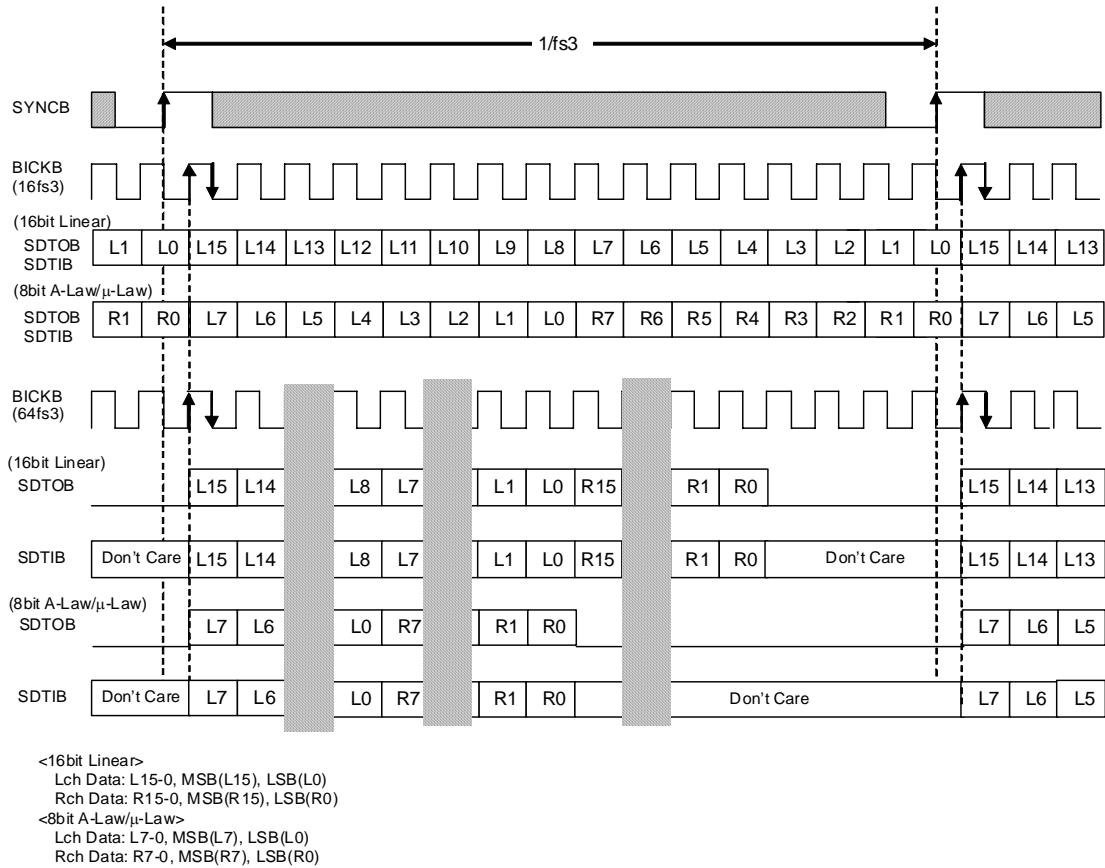 1/fs3
SYNCB
BICKB
(16fs3)
(16bit Linear)
SDTOB L1 L0 L15 L14 L13 L12 L11 L10 L9 L8 L7 L6 L5 L4 L3 L2 L1 L0 L15 L14 L13
SDTIB
(8bit A-Law/μ-Law)
SDTOB R1 R0 L7 L6 L5 L4 L3 L2 L1 L0 R7 R6 R5 R4 R3 R2 R1 R0 L7 L6 L5
SDTIB
BICKB
(64fs3)
(16bit Linear)
SDTOB L15 L14 L8 L7 L1 L0 R15 R1 R0 L15 L14 L13
SDTIB Don't Care L15 L14 L8 L7 L1 L0 R15 R1 R0 Don't Care L15 L14 L13
(8bit A-Law/μ-Law)
SDTOB L7 L6 L0 R7 R1 R0 L7 L6 L5
SDTIB Don't Care L7 L6 L0 R7 R1 R0 Don't Care L7 L6 L5
<16bit Linear>
Lch Data: L15-0, MSB(L15), LSB(L0)
Rch Data: R15-0, MSB(R15), LSB(R0)
<8bit A-Law/μ-Law>
Lch Data: L7-0, MSB(L7), LSB(L0)
Rch Data: R7-0, MSB(R7), LSB(R0)